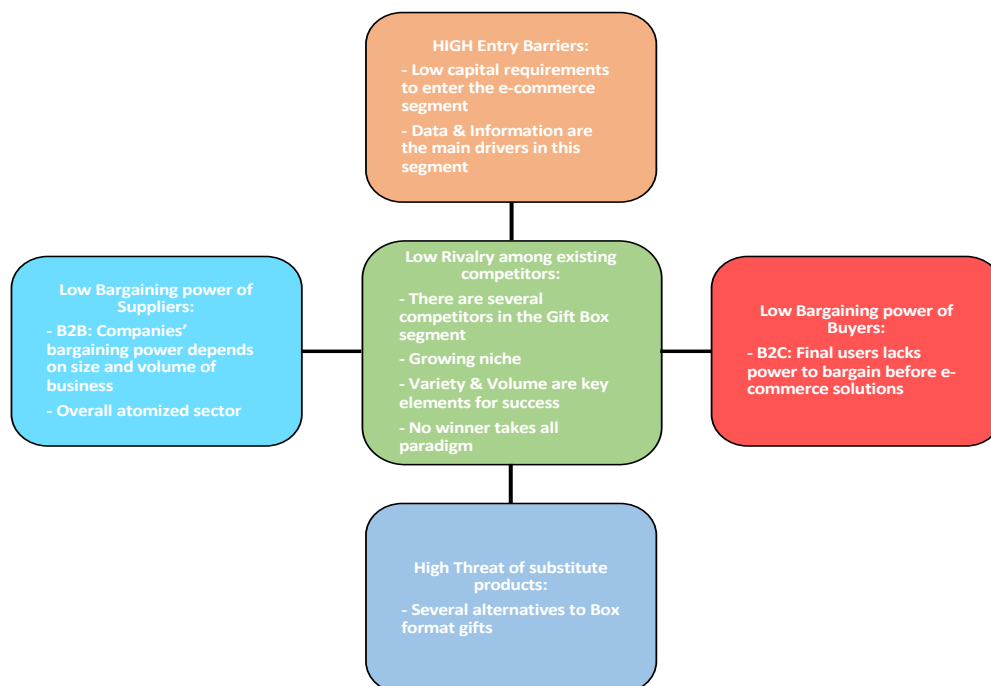 HIGH Entry Barriers:
- Low capital requirements
to enter the e-commerce
segment
- Data & Information are
the main drivers in this
segment
Low Bargaining power of
Suppliers:
- B2B: Companies’
bargaining power depends
on size and volume of
business
- Overall atomized sector
Low Rivalry among existing
competitors:
- There are several
competitors in the Gift Box
segment
- Growing niche
- Variety & Volume are key
elements for success
- No winner takes all
paradigm
Low Bargaining power of
Buyers:
- B2C: Final users lacks
power to bargain before e-
commerce solutions
High Threat of substitute
products:
- Several alternatives to Box
format gifts